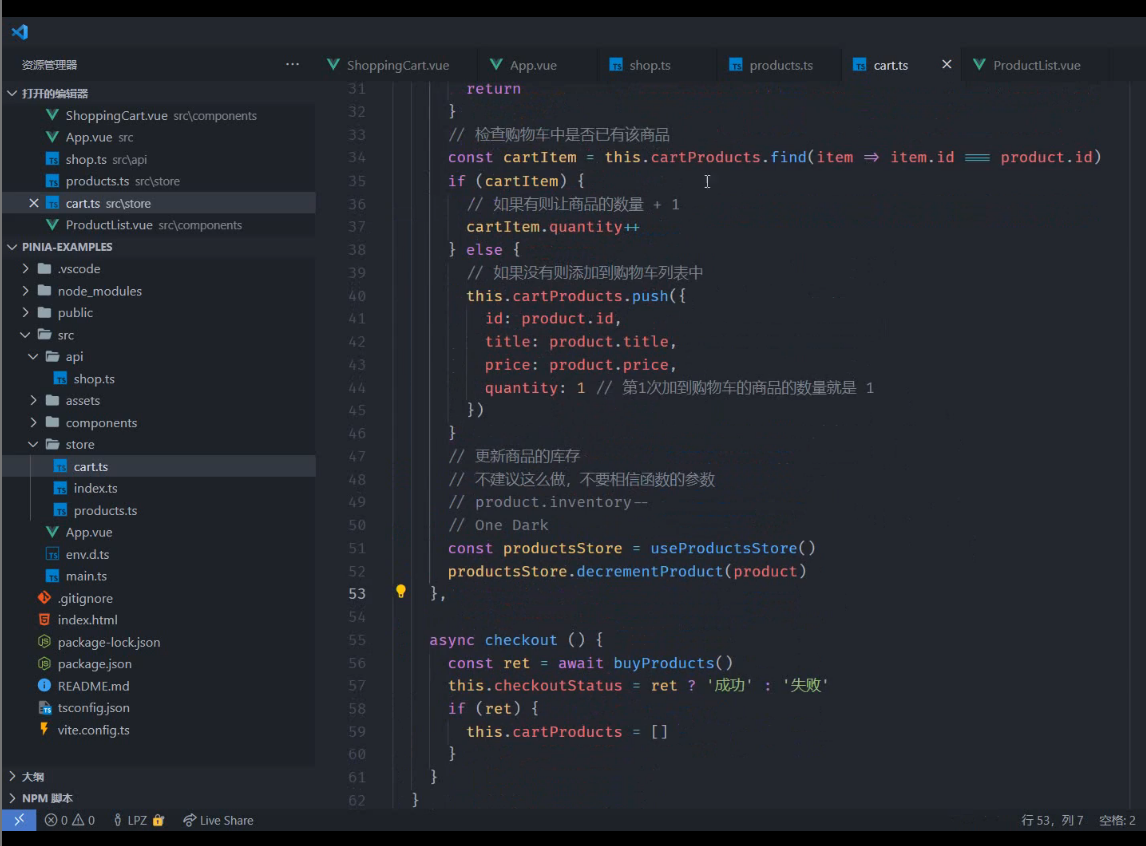 资源管理器
···
ShoppingCart.vue
App.vue
shop.ts
products.ts
cart.ts
ProductList.vue
打开的编辑器
ShoppingCart.vue src\components
App.vue src
shop.ts src\api
products.ts src\store
cart.ts src\store
ProductList.vue src\components
PINIA-EXAMPLES
.vscode
node_modules
public
src
api
shop.ts
assets
components
store
cart.ts
index.ts
products.ts
App.vue
env.d.ts
main.ts
.gitignore
index.html
package-lock.json
package.json
README.md
tsconfig.json
vite.config.ts
大纲
NPM 脚本
31 return
32 }
33 // 检查购物车中是否已有该商品
34 const cartItem = this.cartProducts.find(item => item.id === product.id)
35 if (cartItem) {
36 // 如果有则让商品的数量 + 1
37 cartItem.quantity++
38 } else {
39 // 如果没有则添加到购物车列表中
40 this.cartProducts.push({
41 id: product.id,
42 title: product.title,
43 price: product.price,
44 quantity: 1 // 第1次加到购物车的商品的数量就是 1
45 })
46 }
47 // 更新商品的库存
48 // 不建议这么做，不要相信函数的参数
49 // product.inventory--
50 // One Dark
51 const productsStore = useProductsStore()
52 productsStore.decrementProduct(product)
53 },
54
55 async checkout () {
56 const ret = await buyProducts()
57 this.checkoutStatus = ret ? '成功' : '失败'
58 if (ret) {
59 this.cartProducts = []
60 }
61 }
62 }
0 0 LPZ Live Share
行 53，列 7 空格: 2